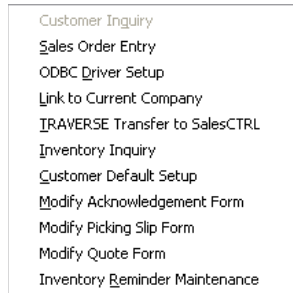 Customer Inquiry
Sales Order Entry
ODBC Driver Setup
Link to Current Company
TRAVERSE Transfer to SalesCTRL
Inventory Inquiry
Customer Default Setup
Modify Acknowledgement Form
Modify Picking Slip Form
Modify Quote Form
Inventory Reminder Maintenance